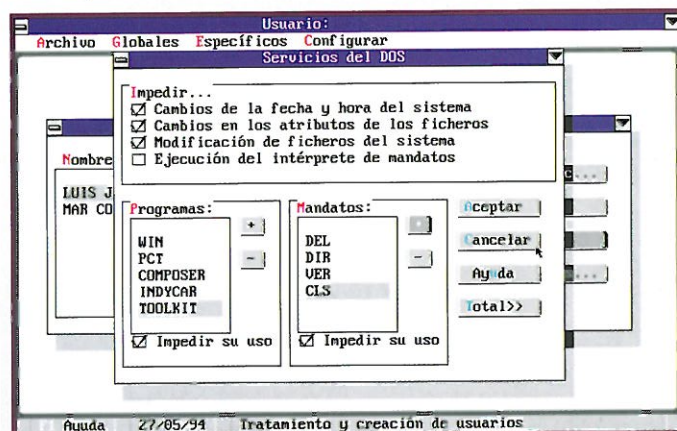 Usuario:
Archivo Globales Específicos Configurar
Servicios del DOS
Impedir...
Cambios de la fecha y hora del sistema
Cambios en los atributos de los ficheros
Modificación de ficheros del sistema
Ejecución del intérprete de mandatos
Nombre
LUIS J
MAR CO
Programas:
+
-
WIN
PCT
COMPOSER
INDYCAR
TOOLKIT
Impedir su uso
Mandatos:
-
DEL
DIR
VER
CLS
Impedir su uso
Aceptar
Cancelar
Ayuda
Total>>
Ayuda 27/05/94 Tratamiento y creación de usuarios